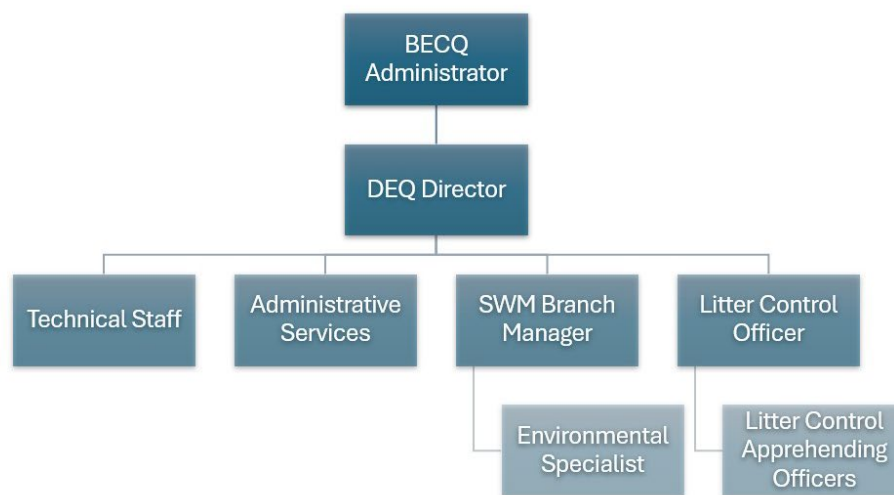 BECQ
Administrator
DEQ Director
Technical Staff
Administrative
Services
SWM Branch
Manager
Litter Control
Officer
Environmental
Specialist
Litter Control
Apprehending
Officers